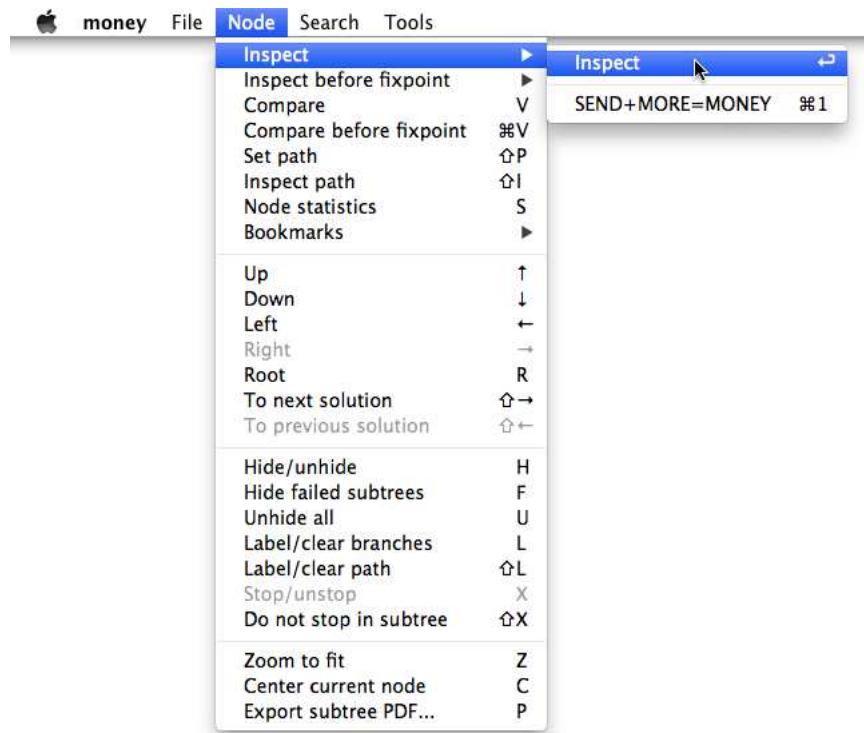 money File Node Search Tools
Inspect ▶
Inspect before fixpoint ▶
Compare V
Compare before fixpoint ⌘V
Set path ⇧P
Inspect path ⇧I
Node statistics S
Bookmarks ▶
Up ↑
Down ↓
Left ←
Right →
Root R
To next solution ⇧→
To previous solution ⇧←
Hide/unhide H
Hide failed subtrees F
Unhide all U
Label/clear branches L
Label/clear path ⇧L
Stop/unstop X
Do not stop in subtree ⇧X
Zoom to fit Z
Center current node C
Export subtree PDF... P
Inspect ↩
SEND+MORE=MONEY ⌘1